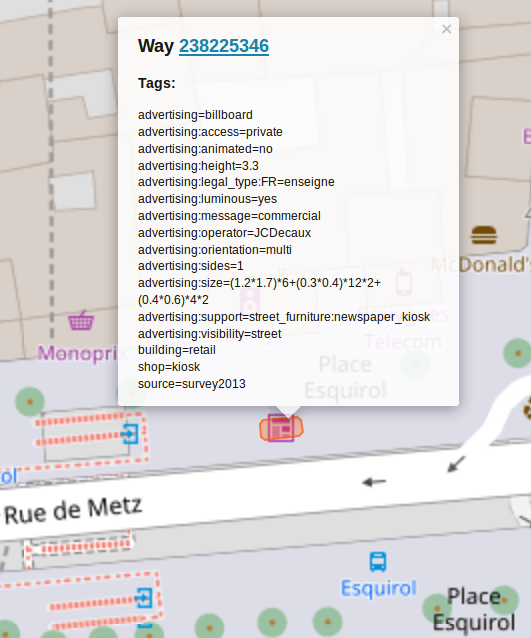 Way 238225346
×
Tags:
advertising=billboard
advertising:access=private
advertising:animated=no
advertising:height=3.3
advertising:legal_type:FR=enseigne
advertising:luminous=yes
advertising:message=commercial
advertising:operator=JCDecaux
advertising:orientation=multi
advertising:sides=1
advertising:size=(1.2*1.7)*6+(0.3*0.4)*12*2+
(0.4*0.6)*4*2
advertising:support=street_furniture:newspaper_kiosk
advertising:visibility=street
building=retail
shop=kiosk
source=survey2013
McDonald's
Monoprix
Telecom
Place
Esquirol
ol
Rue de Metz
Esquirol
Place
Esquirol